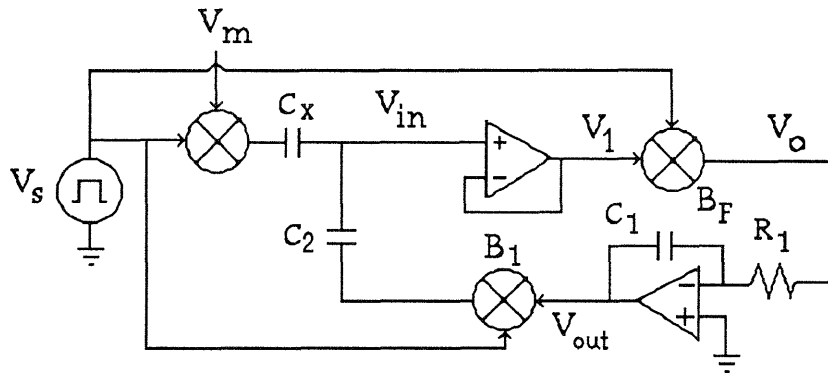 Vm
Cx
Vin
V1
Vo
Vs
+
−
BF
C2
B1
C1
R1
−
+
Vout